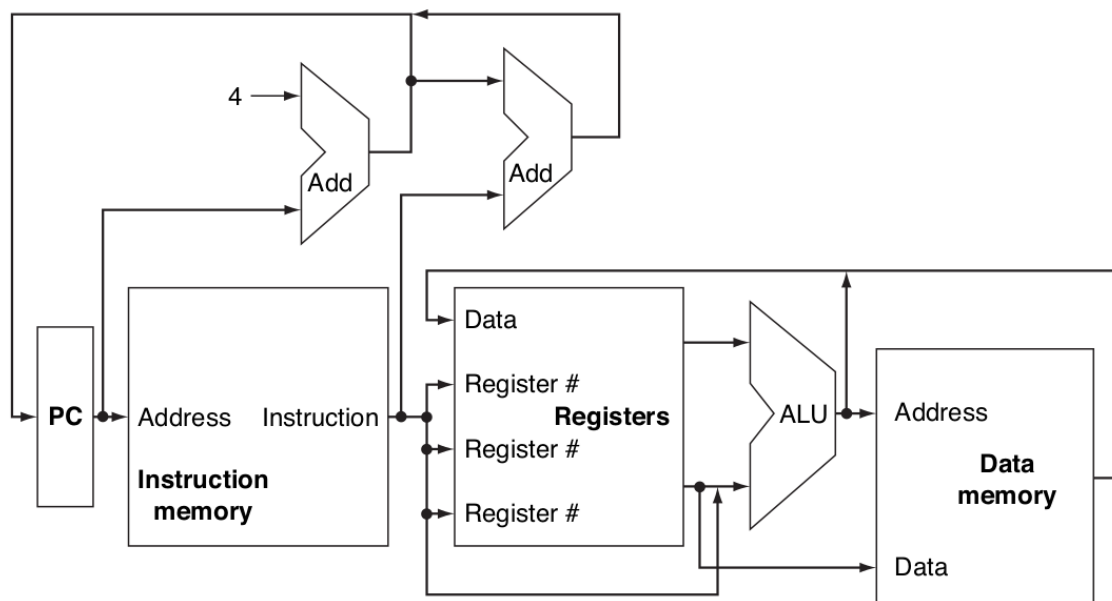 4
Add
Add
Data
Register #
PC
Address
Instruction
Registers
ALU
Address
Register #
Instruction
memory
Data
memory
Register #
Data